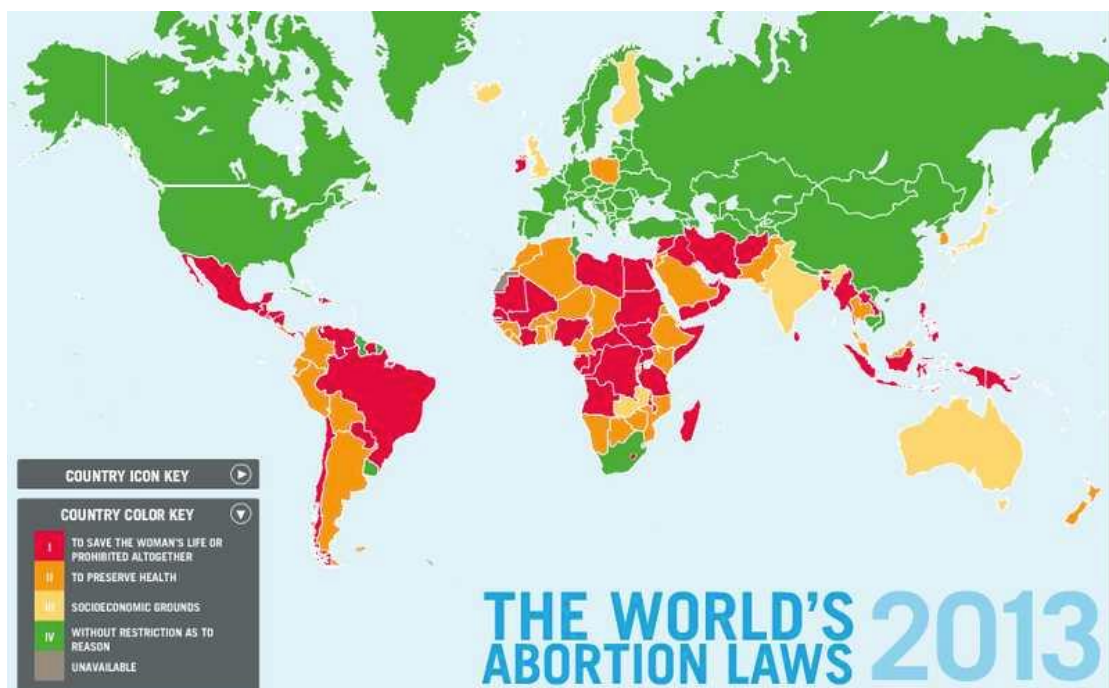 COUNTRY ICON KEY
COUNTRY COLOR KEY
I
TO SAVE THE WOMAN'S LIFE OR
PROHIBITED ALTOGETHER
II
TO PRESERVE HEALTH
III
SOCIOECONOMIC GROUNDS
IV
WITHOUT RESTRICTION AS TO
REASON
UNAVAILABLE
THE WORLD'S
ABORTION LAWS
2013